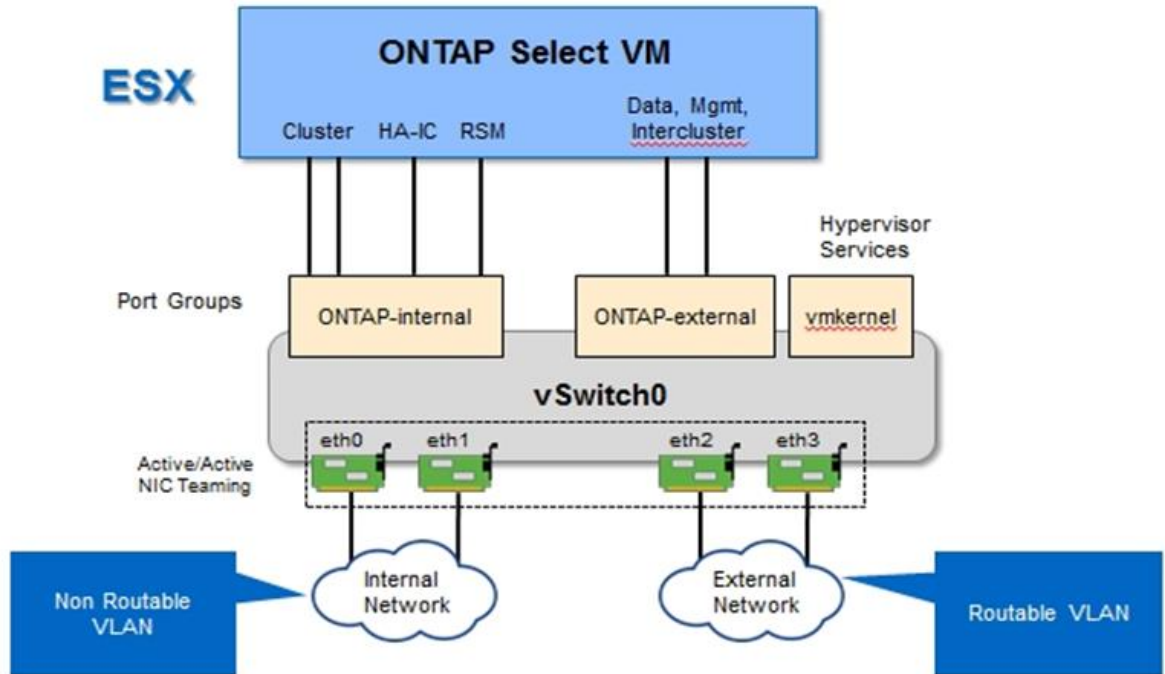 ONTAP Select VM
ESX
Data, Mgmt,
Cluster HA-IC RSM
Intercluster
Hypervisor
Services
Port Groups
ONTAP-internal
ONTAP-external
vmkernel
vSwitch0
eth0
eth1
eth2
eth3
Active/Active
NIC Teaming
Internal
Network
External
Network
Non Routable
VLAN
Routable VLAN